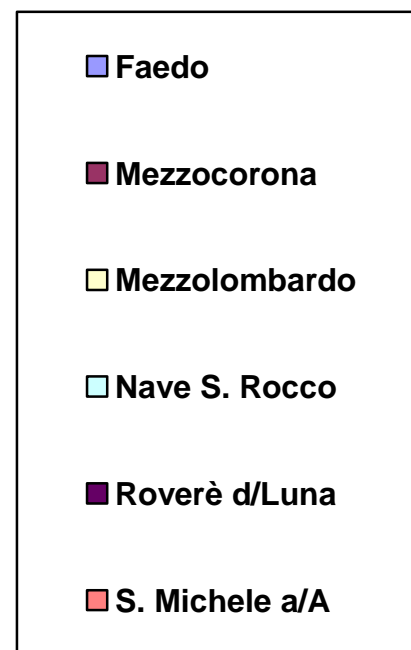 Faedo
Mezzocorona
Mezzolombardo
Nave S. Rocco
Roverè d/Luna
S. Michele a/A